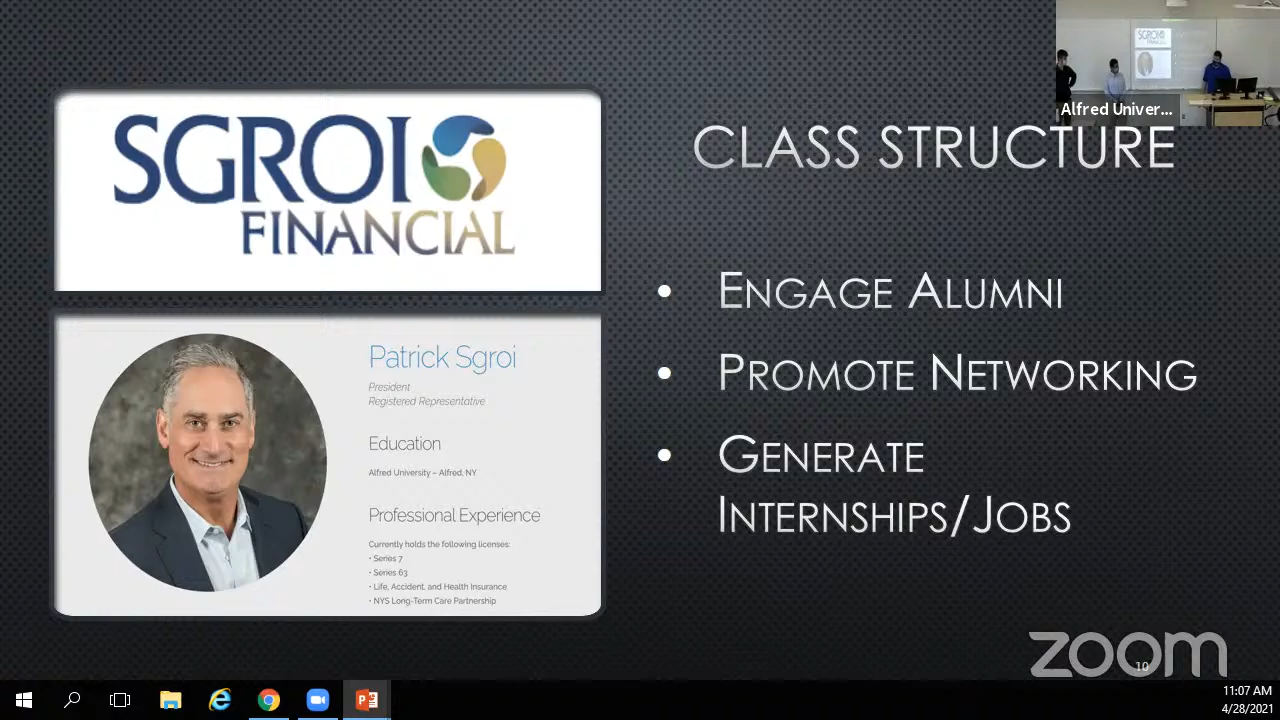 SGROI
FINANCIAL
Patrick Sgroi
President
Registered Representative
Education
Alfred University – Alfred, NY
Professional Experience
Currently holds the following licenses:
• Series 7
• Series 63
• Life, Accident, and Health Insurance
• NYS Long-Term Care Partnership
Alfred Univer...
CLASS STRUCTURE
• ENGAGE ALUMNI
• PROMOTE NETWORKING
• GENERATE
INTERNSHIPS/JOBS
zoom
10
11:07 AM
4/28/2021